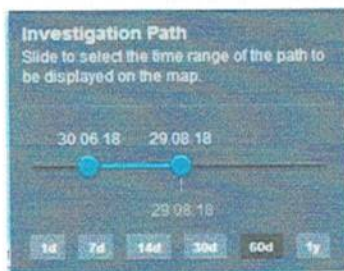 Investigation Path
Slide to select the time range of the path to
be displayed on the map.
30.06.18 29.08.18
29.08.18
1d 7d 14d 30d 60d 1y